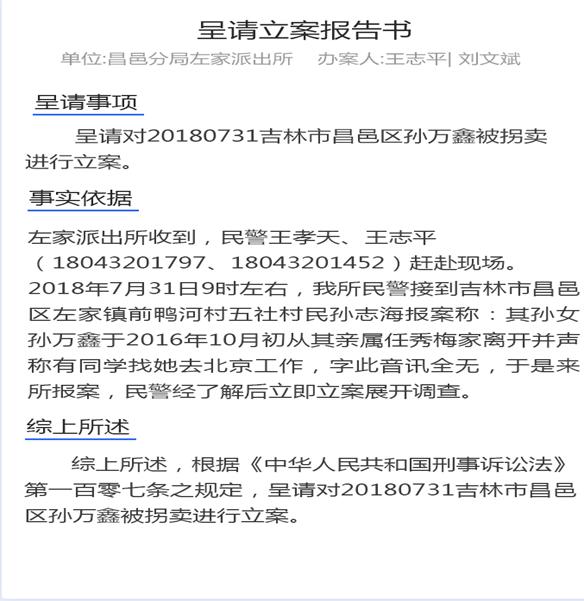 呈请立案报告书
单位:昌邑分局左家派出所 办案人:王志平| 刘文斌
呈请事项
呈请对20180731吉林市昌邑区孙万鑫被拐卖
进行立案。
事实依据
左家派出所收到，民警王孝天、王志平
（18043201797、18043201452）赶赴现场。
2018年7月31日9时左右，我所民警接到吉林市昌邑
区左家镇前鸭河村五社村民孙志海报案称：其孙女
孙万鑫于2016年10月初从其亲属任秀梅家离开并声
称有同学找她去北京工作，字此音讯全无，于是来
所报案，民警经了解后立即立案展开调查。
综上所述
综上所述，根据《中华人民共和国刑事诉讼法》
第一百零七条之规定，呈请对20180731吉林市昌邑
区孙万鑫被拐卖进行立案。